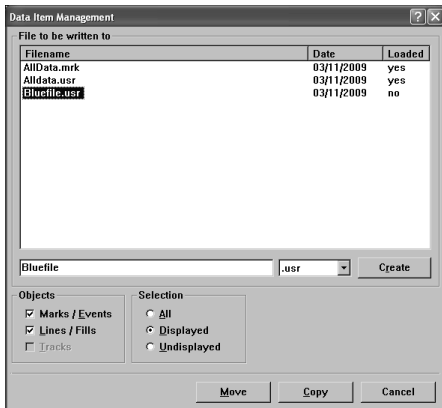 Data Item Management
File to be written to
Filename Date Loaded
AllData.mrk 03/11/2009 yes
Alldata.usr 03/11/2009 yes
Bluefile.usr 03/11/2009 no
Bluefile .usr Create
Objects Selection
Marks / Events All
Lines / Fills Displayed
Tracks Undisplayed
Move Copy Cancel